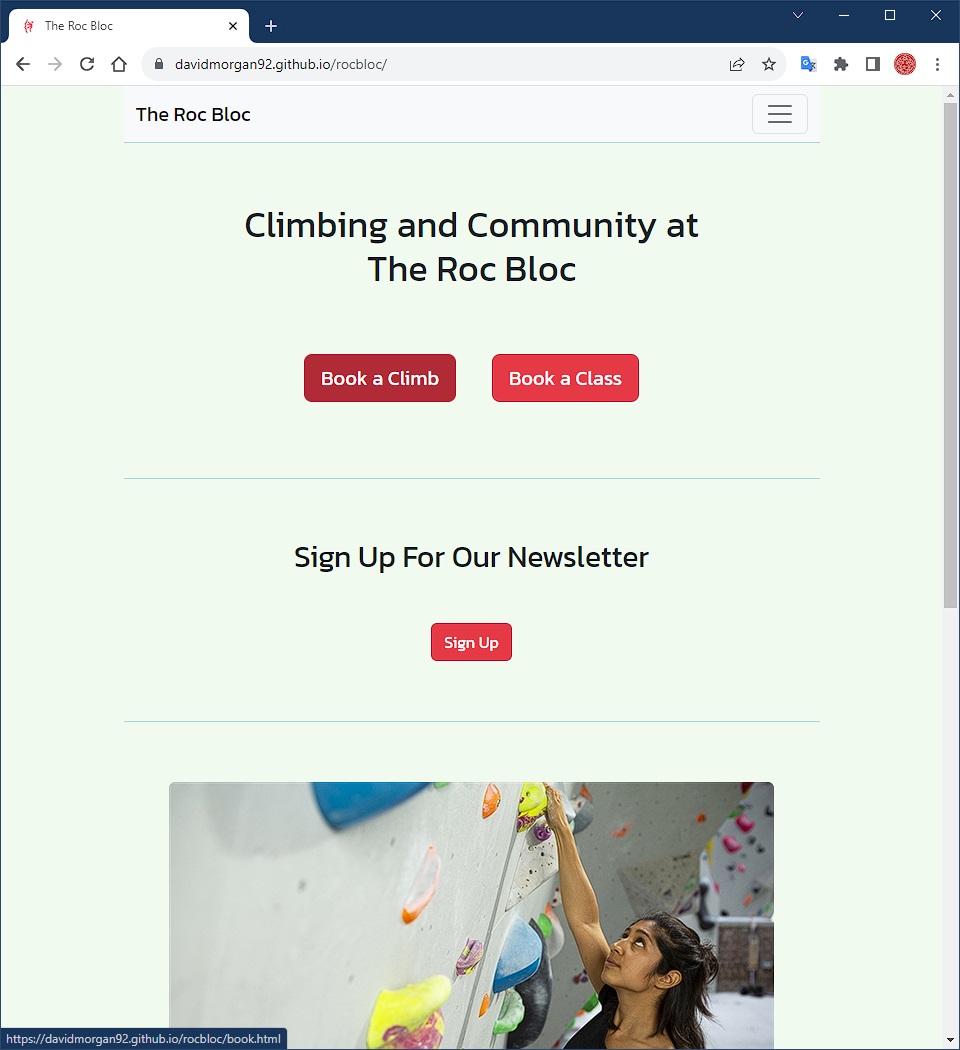 The Roc Bloc
davidmorgan92.github.io/rocbloc/
The Roc Bloc
Climbing and Community at
The Roc Bloc
Book a Climb
Book a Class
Sign Up For Our Newsletter
Sign Up
https://davidmorgan92.github.io/rocbloc/book.html